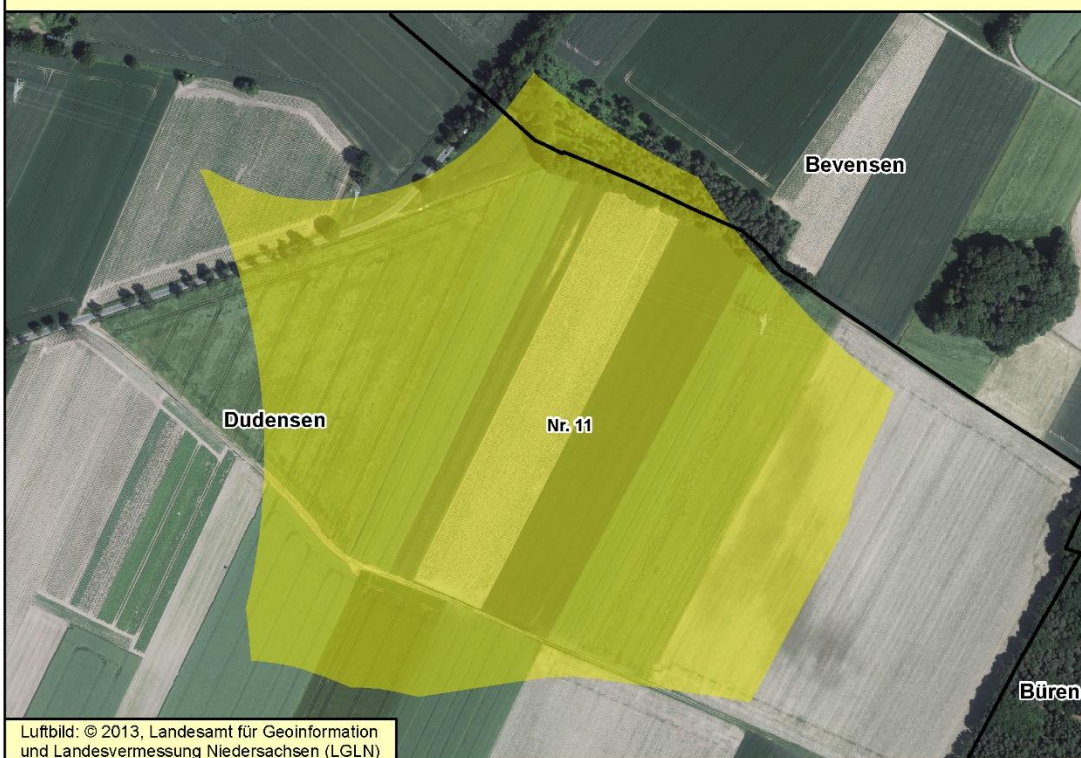 Bevensen
Dudensen
Nr. 11
Büren
Luftbild: © 2013, Landesamt für Geoinformation
und Landesvermessung Niedersachsen (LGLN)